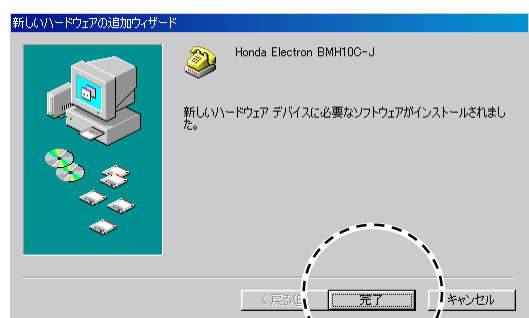 新しいハードウェアの追加ウィザード
Honda Electron BMH10C-J
新しいハードウェア デバイスに必要なソフトウェアがインストールされまし
た。
< 戻る(B
完了
キャンセル